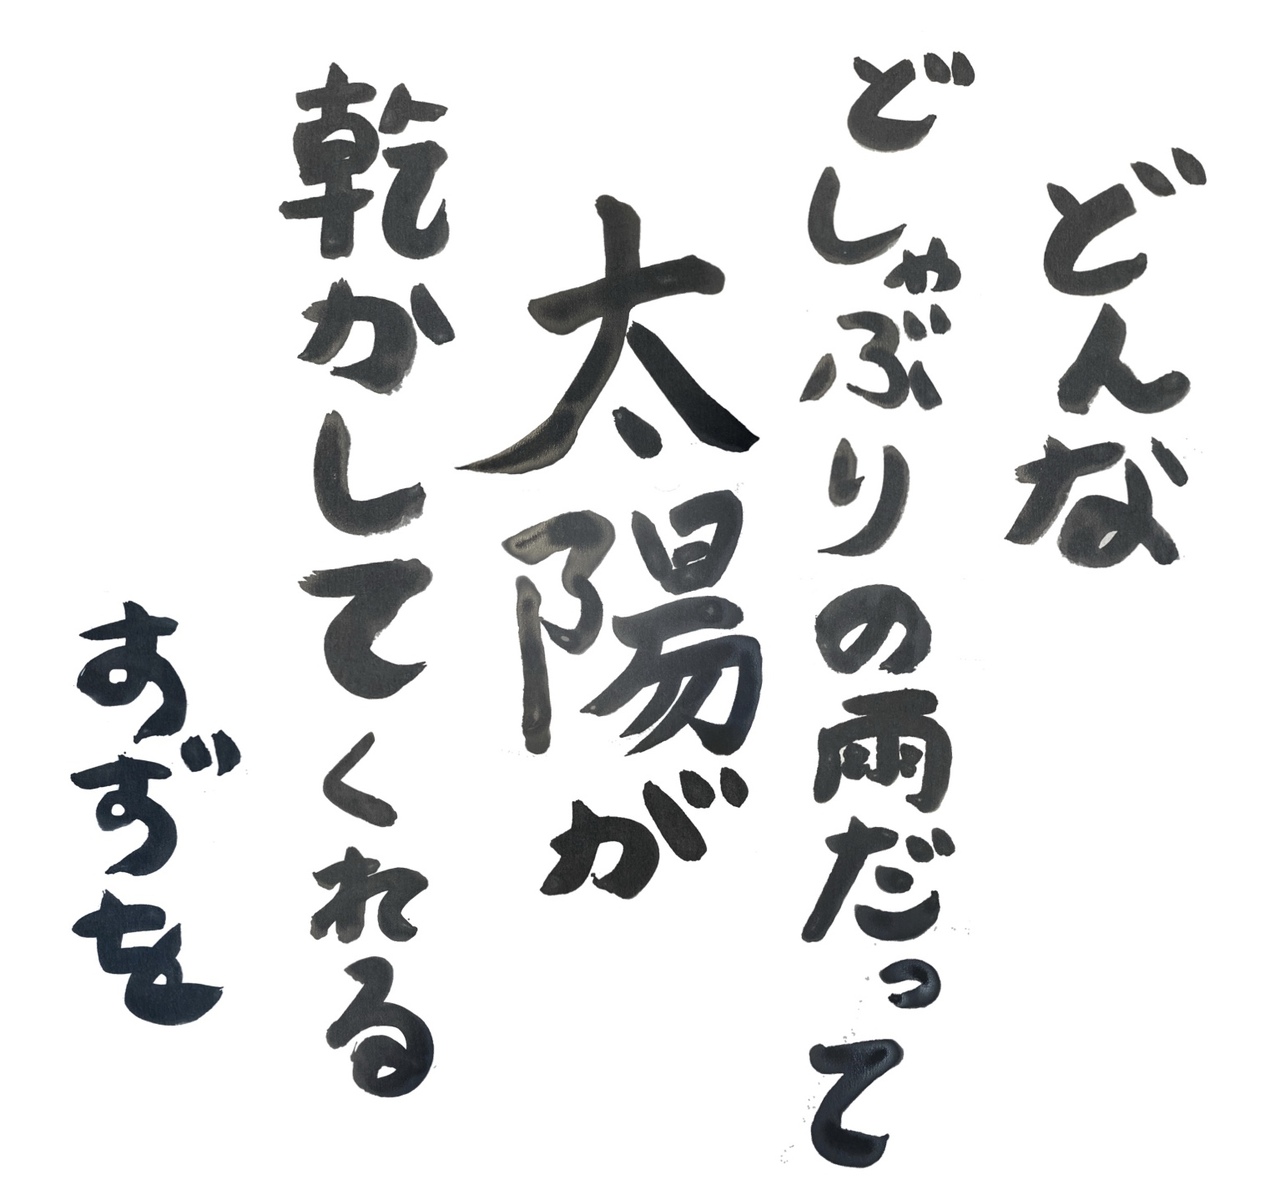 どんな
どしゃぶりの雨だって
太陽が
乾かしてくれる
すずを